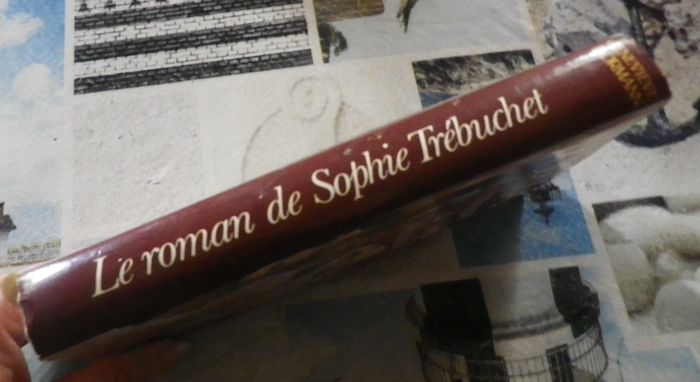 Le roman de Sophie Trébuchet